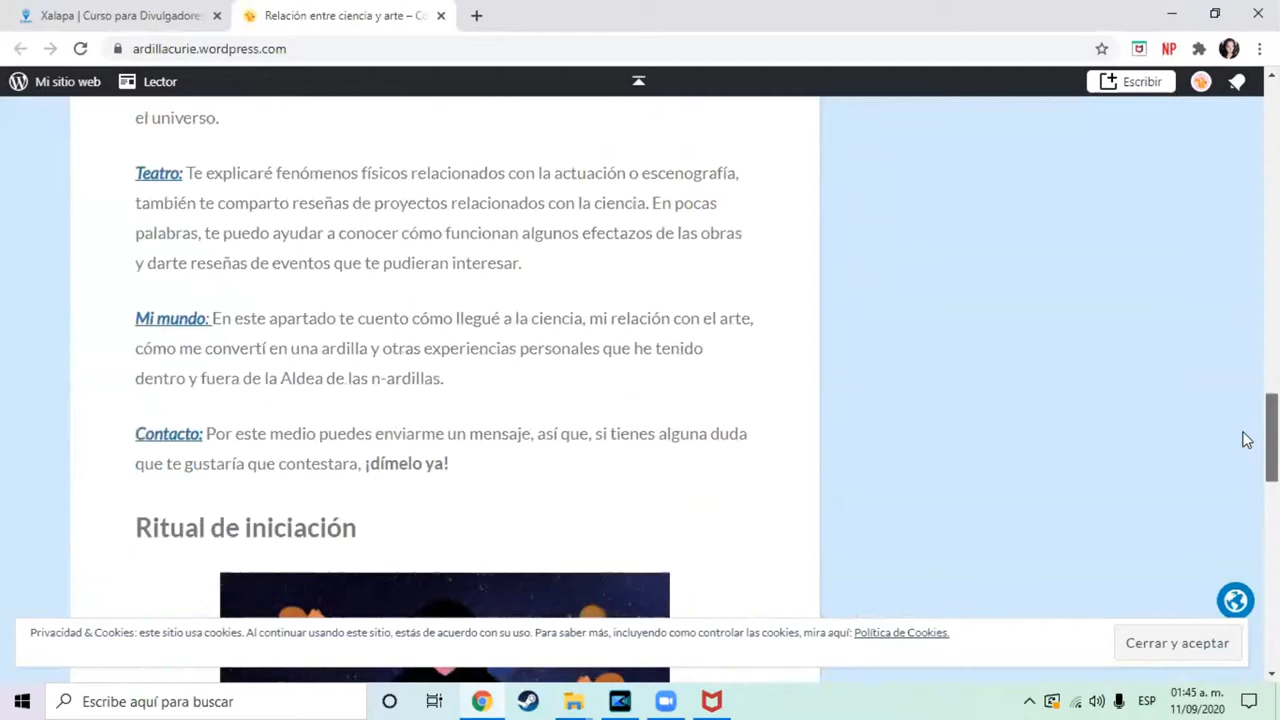 Xalapa | Curso para Divulgadores
Relación entre ciencia y arte – Co
ardillacurie.wordpress.com
NP
Mi sitio web
Lector
Escribir
el universo.
Teatro: Te explicaré fenómenos físicos relacionados con la actuación o escenografía,
también te comparto reseñas de proyectos relacionados con la ciencia. En pocas
palabras, te puedo ayudar a conocer cómo funcionan algunos efectazos de las obras
y darte reseñas de eventos que te pudieran interesar.
Mi mundo: En este apartado te cuento cómo llegué a la ciencia, mi relación con el arte,
cómo me convertí en una ardilla y otras experiencias personales que he tenido
dentro y fuera de la Aldea de las n-ardillas.
Contacto: Por este medio puedes enviarme un mensaje, así que, si tienes alguna duda
que te gustaría que contestara, ¡dímelo ya!
Ritual de iniciación
Privacidad & Cookies: este sitio usa cookies. Al continuar usando este sitio, estás de acuerdo con su uso. Para saber más, incluyendo como controlar las cookies, mira aquí: Política de Cookies.
Cerrar y aceptar
Escribe aquí para buscar
ESP
01:45 a. m.
11/09/2020